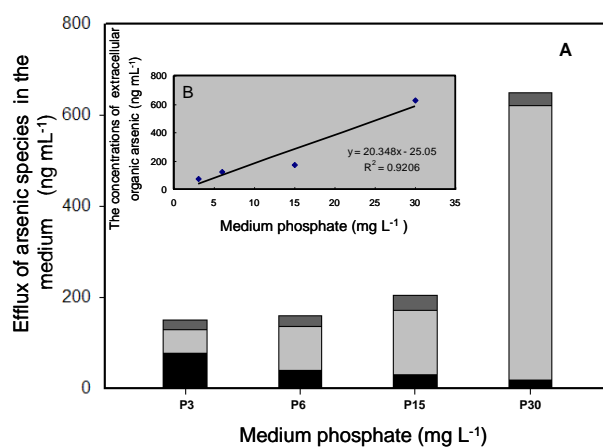 800
600
400
200
0
Efflux of arsenic species in the
medium (ng mL-1)
A
B
The concentrations of extracellular
organic arsenic (ng mL-1)
800
600
400
200
0
y = 20.348x - 25.05
R2 = 0.9206
0 5 10 15 20 25 30 35
Medium phosphate (mg L-1 )
P3 P6 P15 P30
Medium phosphate (mg L-1)